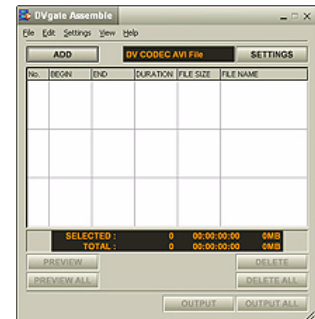 DVgate Assemble
File Edit Settings View Help
ADD DV CODEC AVI File SETTINGS
No. BEGIN END DURATION FILE SIZE FILE NAME
SELECTED : 0 00:00:00:00 0MB
TOTAL : 0 00:00:00:00 0MB
PREVIEW DELETE
PREVIEW ALL DELETE ALL
OUTPUT OUTPUT ALL